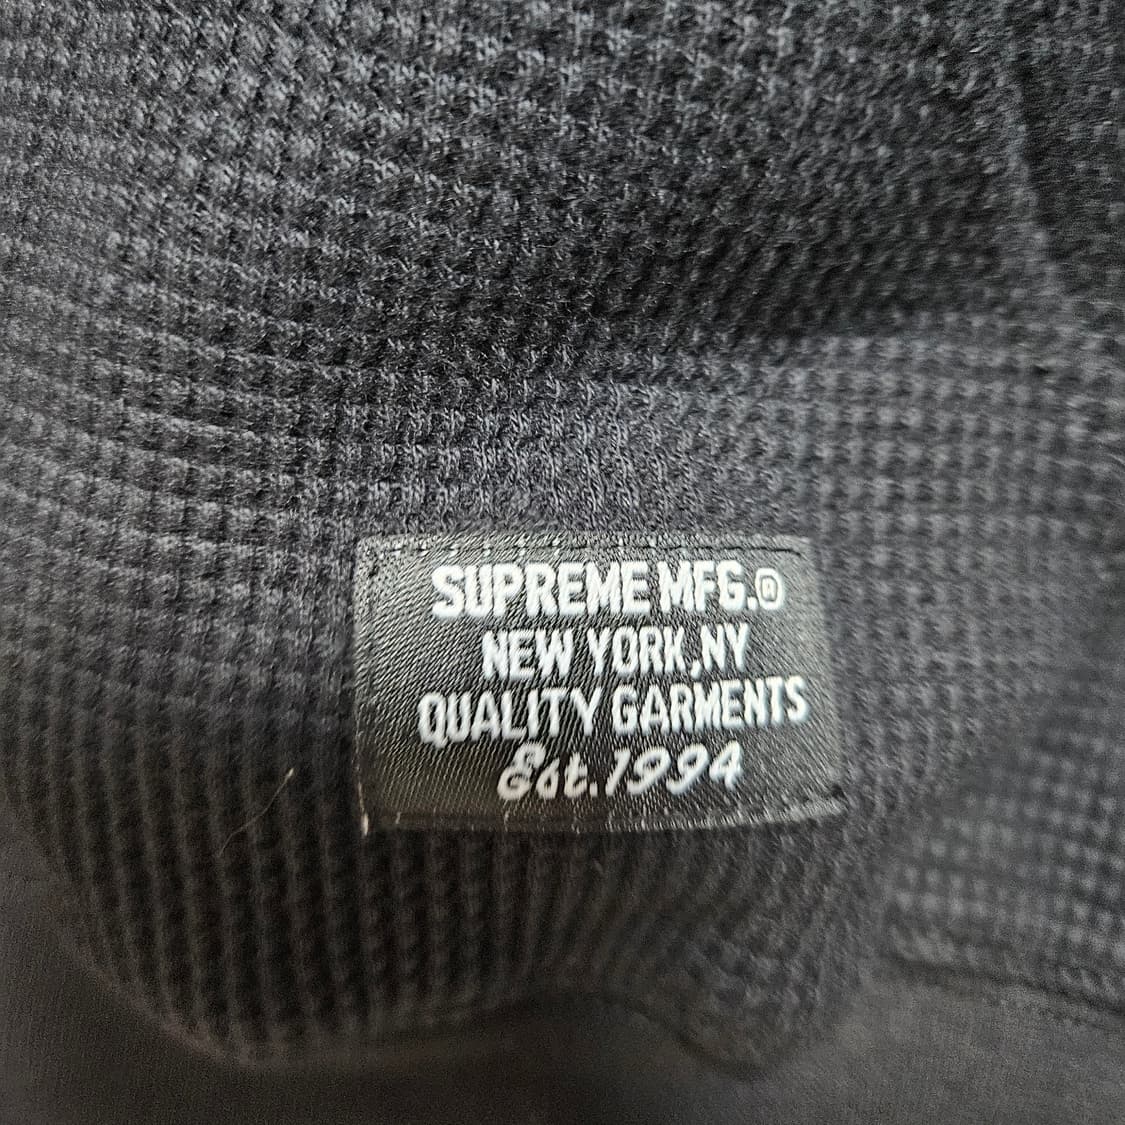 SUPREME MFG.®
NEW YORK,NY
QUALITY GARMENTS
Est.1994